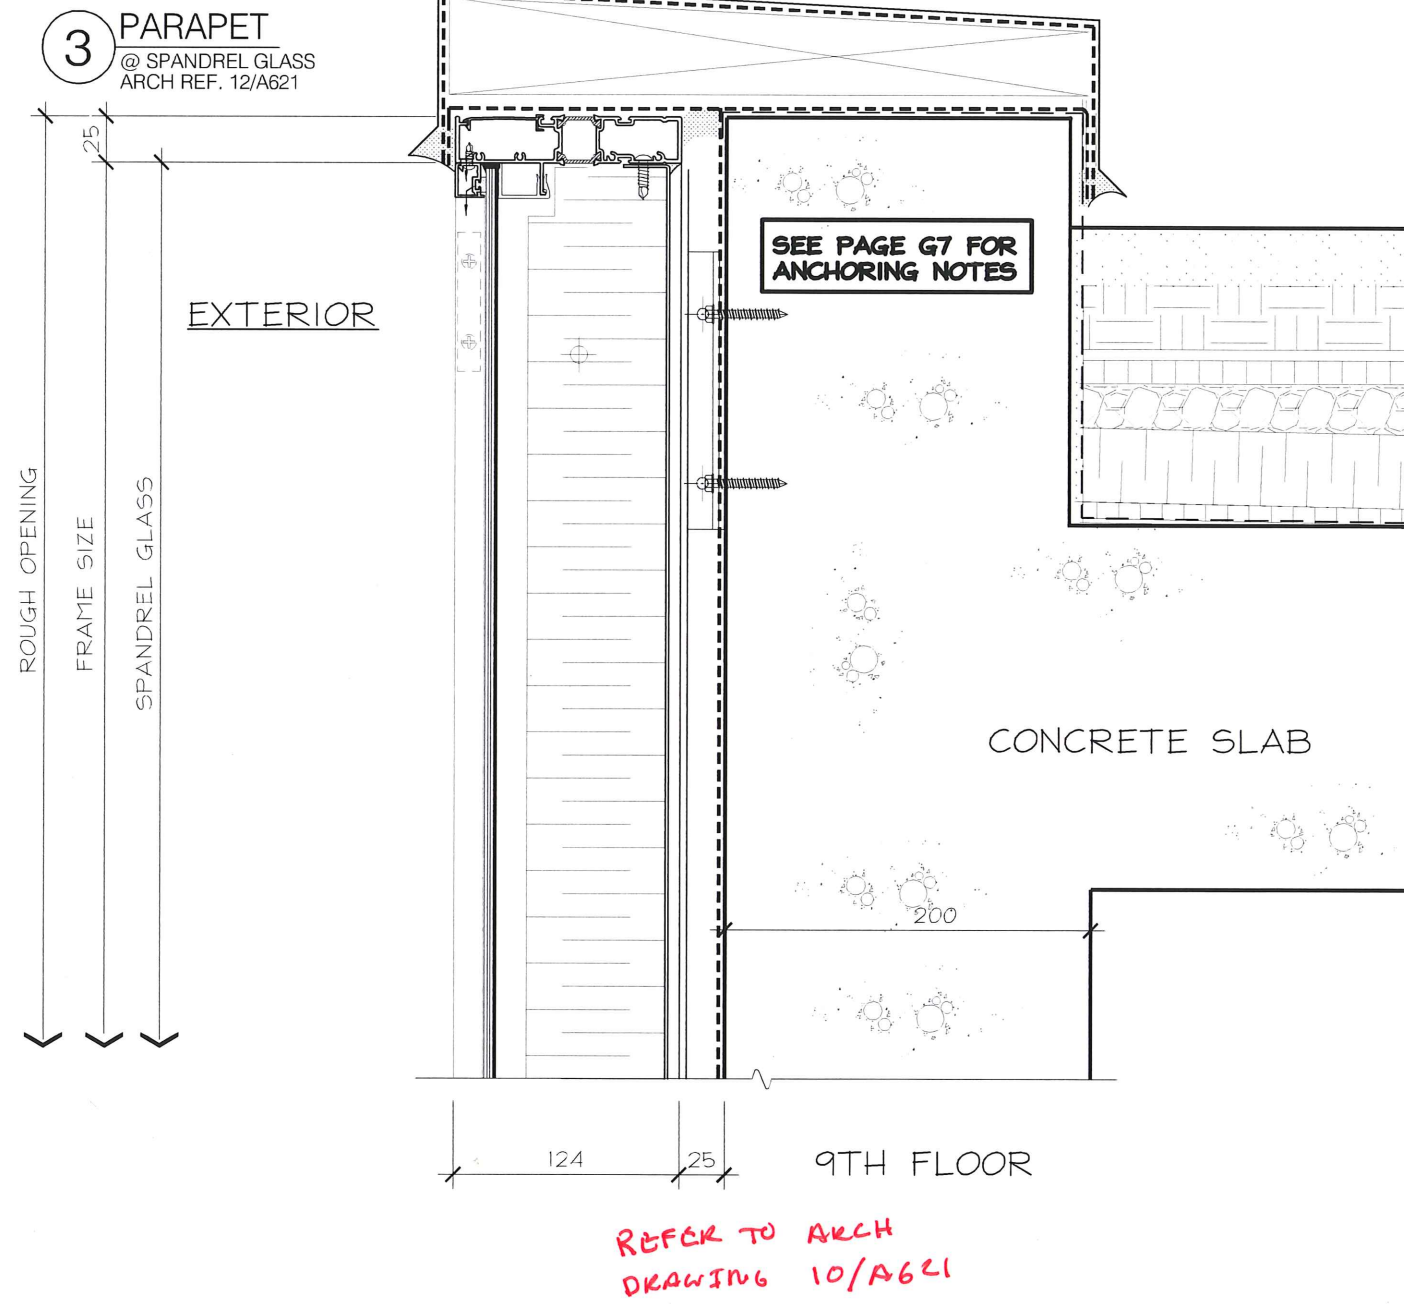 3
PARAPET
@ SPANDREL GLASS
ARCH REF. 12/A621
25
EXTERIOR
SEE PAGE G7 FOR
ANCHORING NOTES
ROUGH OPENING
FRAME SIZE
SPANDREL GLASS
CONCRETE SLAB
200
124
25
9TH FLOOR
REFER TO ARCH
DRAWING 10/A621